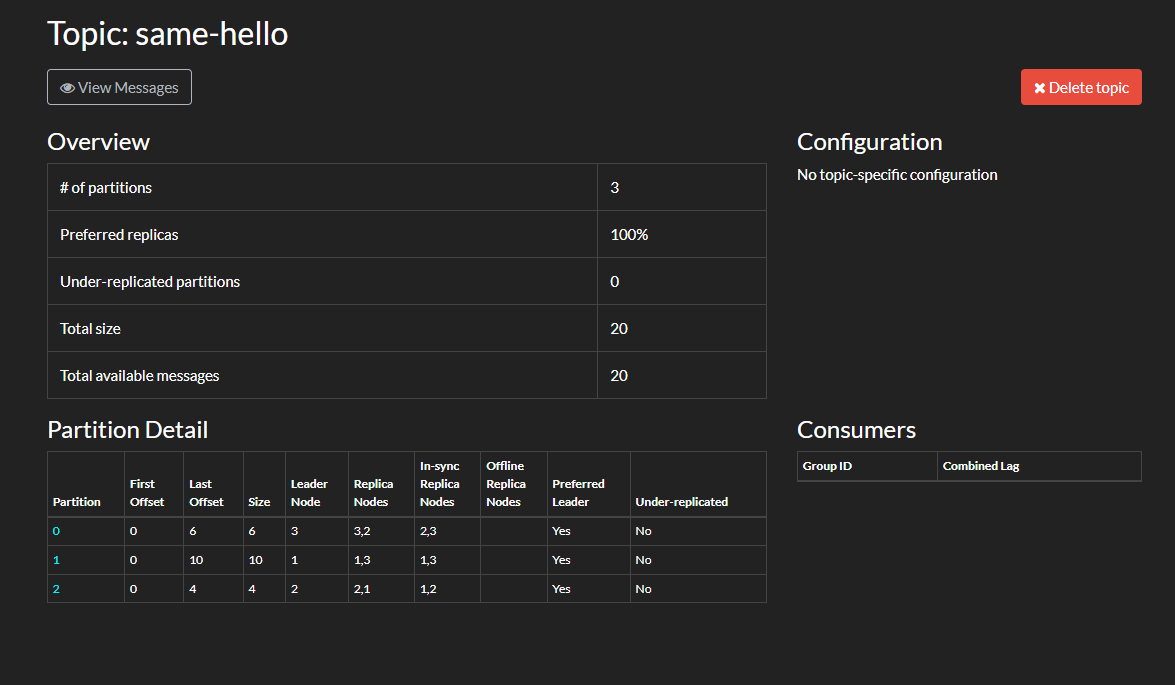 Topic: same-hello
View Messages
Delete topic
Overview
# of partitions 3
Preferred replicas 100%
Under-replicated partitions 0
Total size 20
Total available messages 20
Configuration
No topic-specific configuration
Partition Detail
Partition First Offset Last Offset Size Leader Node Replica Nodes In-sync Replica Nodes Offline Replica Nodes Preferred Leader Under-replicated
0 0 6 6 3 3,2 2,3 Yes No
1 0 10 10 1 1,3 1,3 Yes No
2 0 4 4 2 2,1 1,2 Yes No
Consumers
Group ID Combined Lag